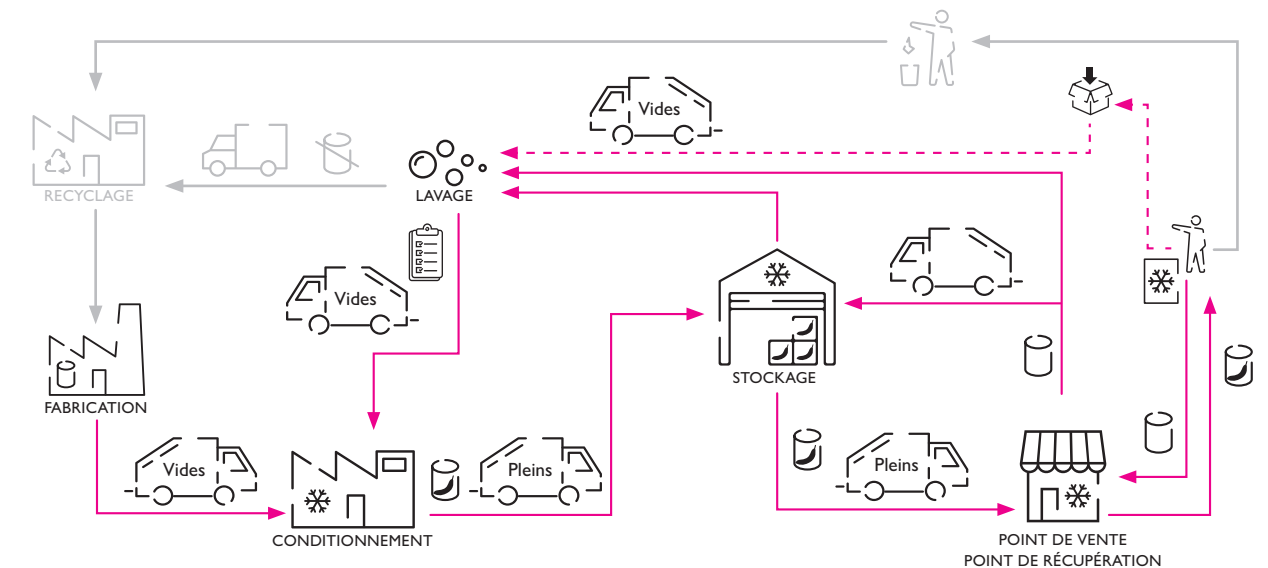 Vides
RECYCLAGE
LAVAGE
Vides
STOCKAGE
FABRICATION
Vides
Pleins
Pleins
CONDITIONNEMENT
POINT DE VENTE
POINT DE RÉCUPÉRATION